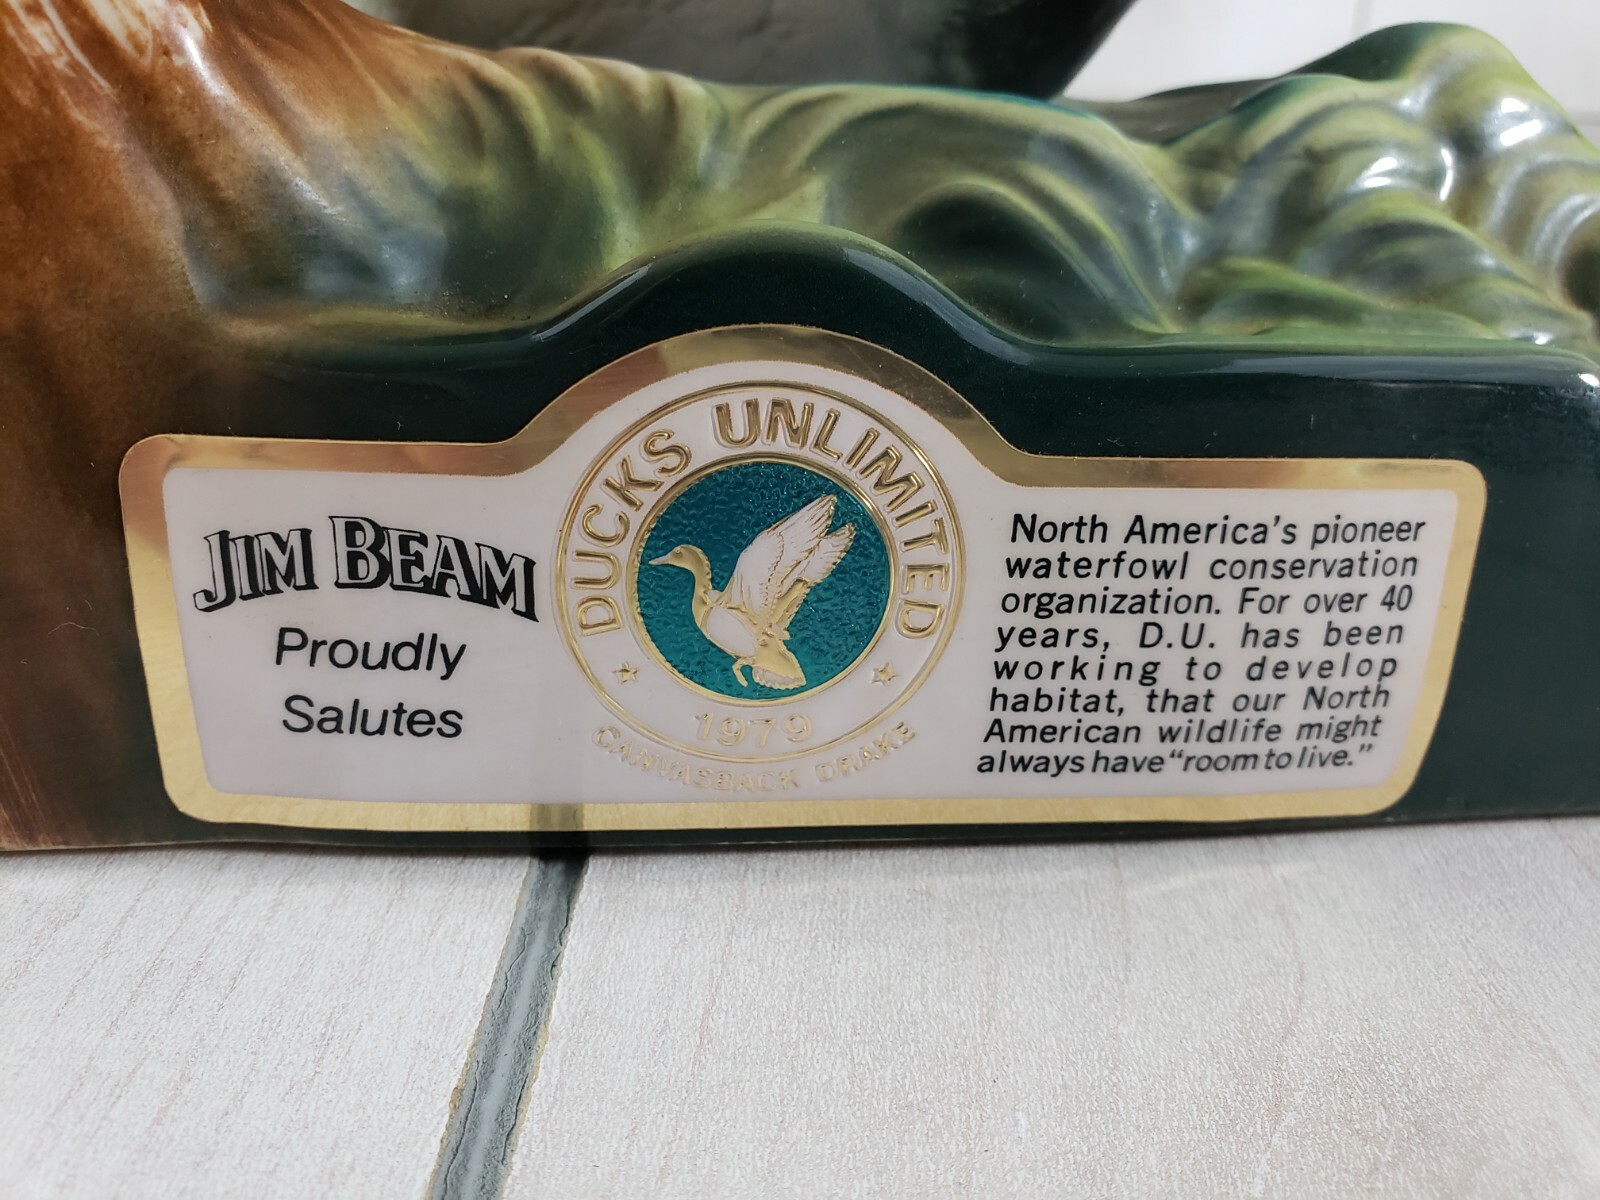 JIM BEAM
Proudly
Salutes
DUCKS UNLIMITED
1979
CANVASBACK DRAKE
North America's pioneer
waterfowl conservation
organization. For over 40
years, D.U. has been
working to develop
habitat, that our North
American wildlife might
always have "room to live."